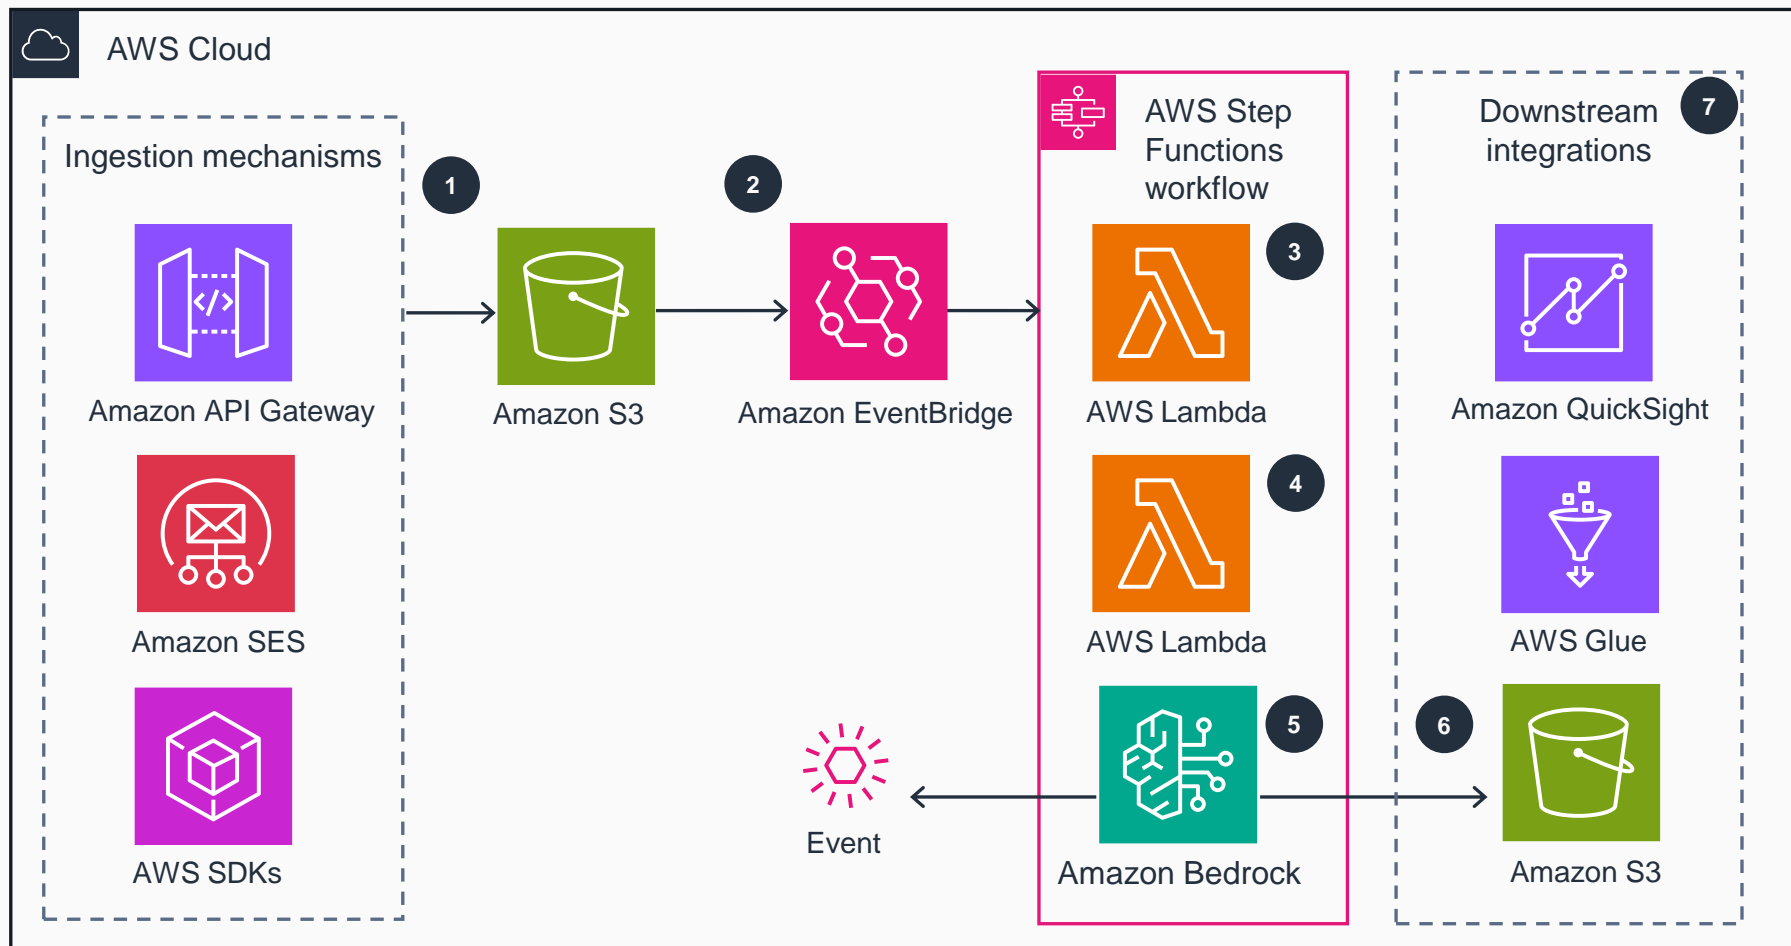 AWS Cloud
Ingestion mechanisms
Amazon API Gateway
Amazon SES
AWS SDKs
1
Amazon S3
2
Amazon EventBridge
Event
AWS Step
Functions
workflow
3
AWS Lambda
4
AWS Lambda
5
Amazon Bedrock
Downstream
integrations
7
Amazon QuickSight
AWS Glue
6
Amazon S3